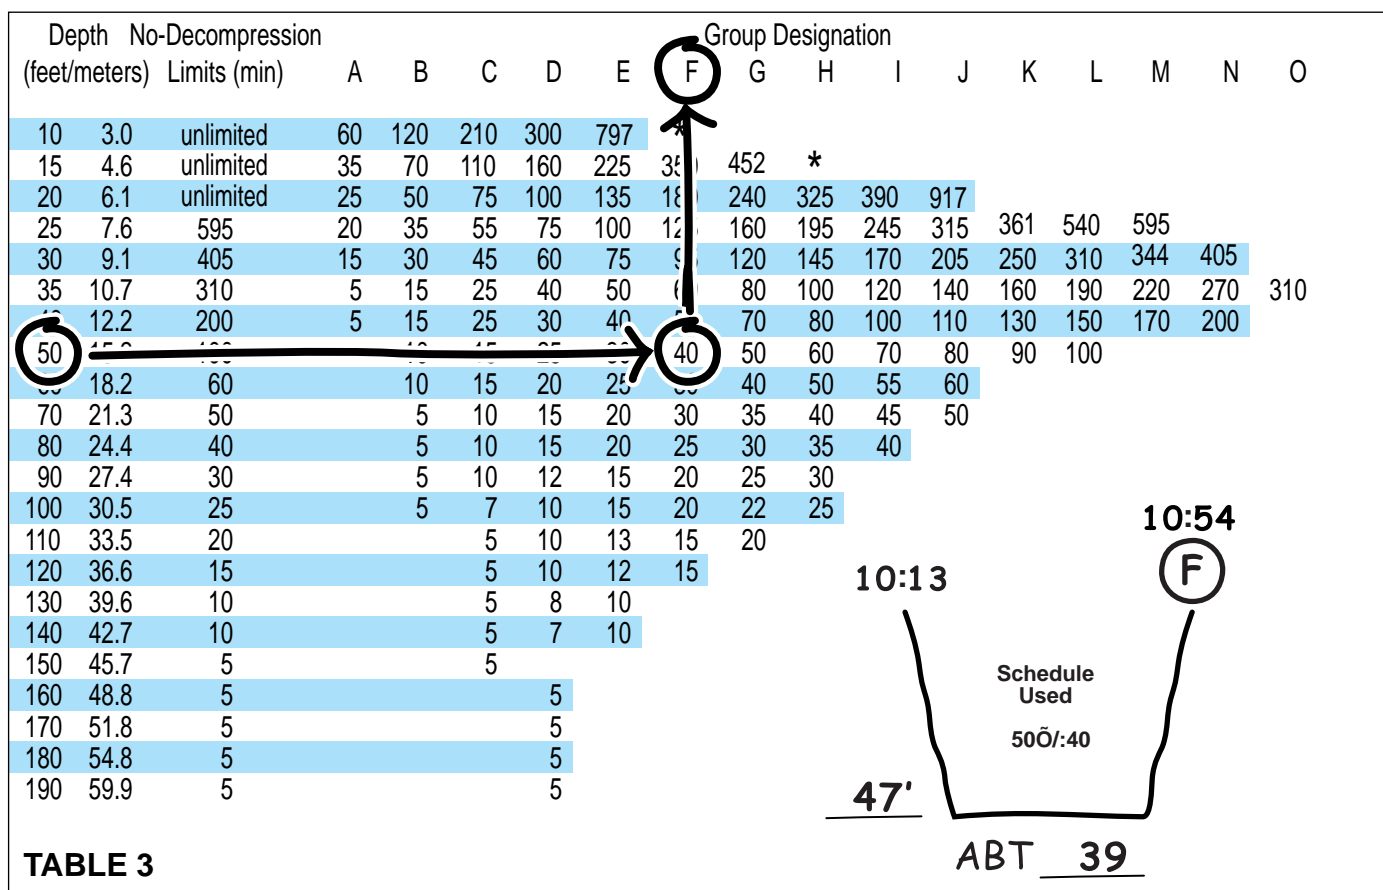 Depth No-Decompression Group Designation
(feet/meters) Limits (min) A B C D E F G H I J K L M N O
10 3.0 unlimited 60 120 210 300 797 *
15 4.6 unlimited 35 70 110 160 225 452 *
20 6.1 unlimited 25 50 75 100 135 240 325 390 917
25 7.6 595 20 35 55 75 100 160 195 245 315 361 540 595
30 9.1 405 15 30 45 60 75 120 145 170 205 250 310 344 405
35 10.7 310 5 15 25 40 50 80 100 120 140 160 190 220 270 310
12.2 200 5 15 25 30 40 70 80 100 110 130 150 170 200
50 40 50 60 70 80 90 100
18.2 60 10 15 20 25 40 50 55 60
70 21.3 50 5 10 15 20 30 35 40 45 50
80 24.4 40 5 10 15 20 25 30 35 40
90 27.4 30 5 10 12 15 20 25 30
100 30.5 25 5 7 10 15 20 22 25
110 33.5 20 5 10 13 15 20
120 36.6 15 5 10 12 15
130 39.6 10 5 8 10
140 42.7 10 5 7 10
150 45.7 5 5
160 48.8 5 5
170 51.8 5 5
180 54.8 5 5
190 59.9 5 5
10:13
10:54
F
Schedule
Used
50Õ/:40
47'
ABT 39
TABLE 3